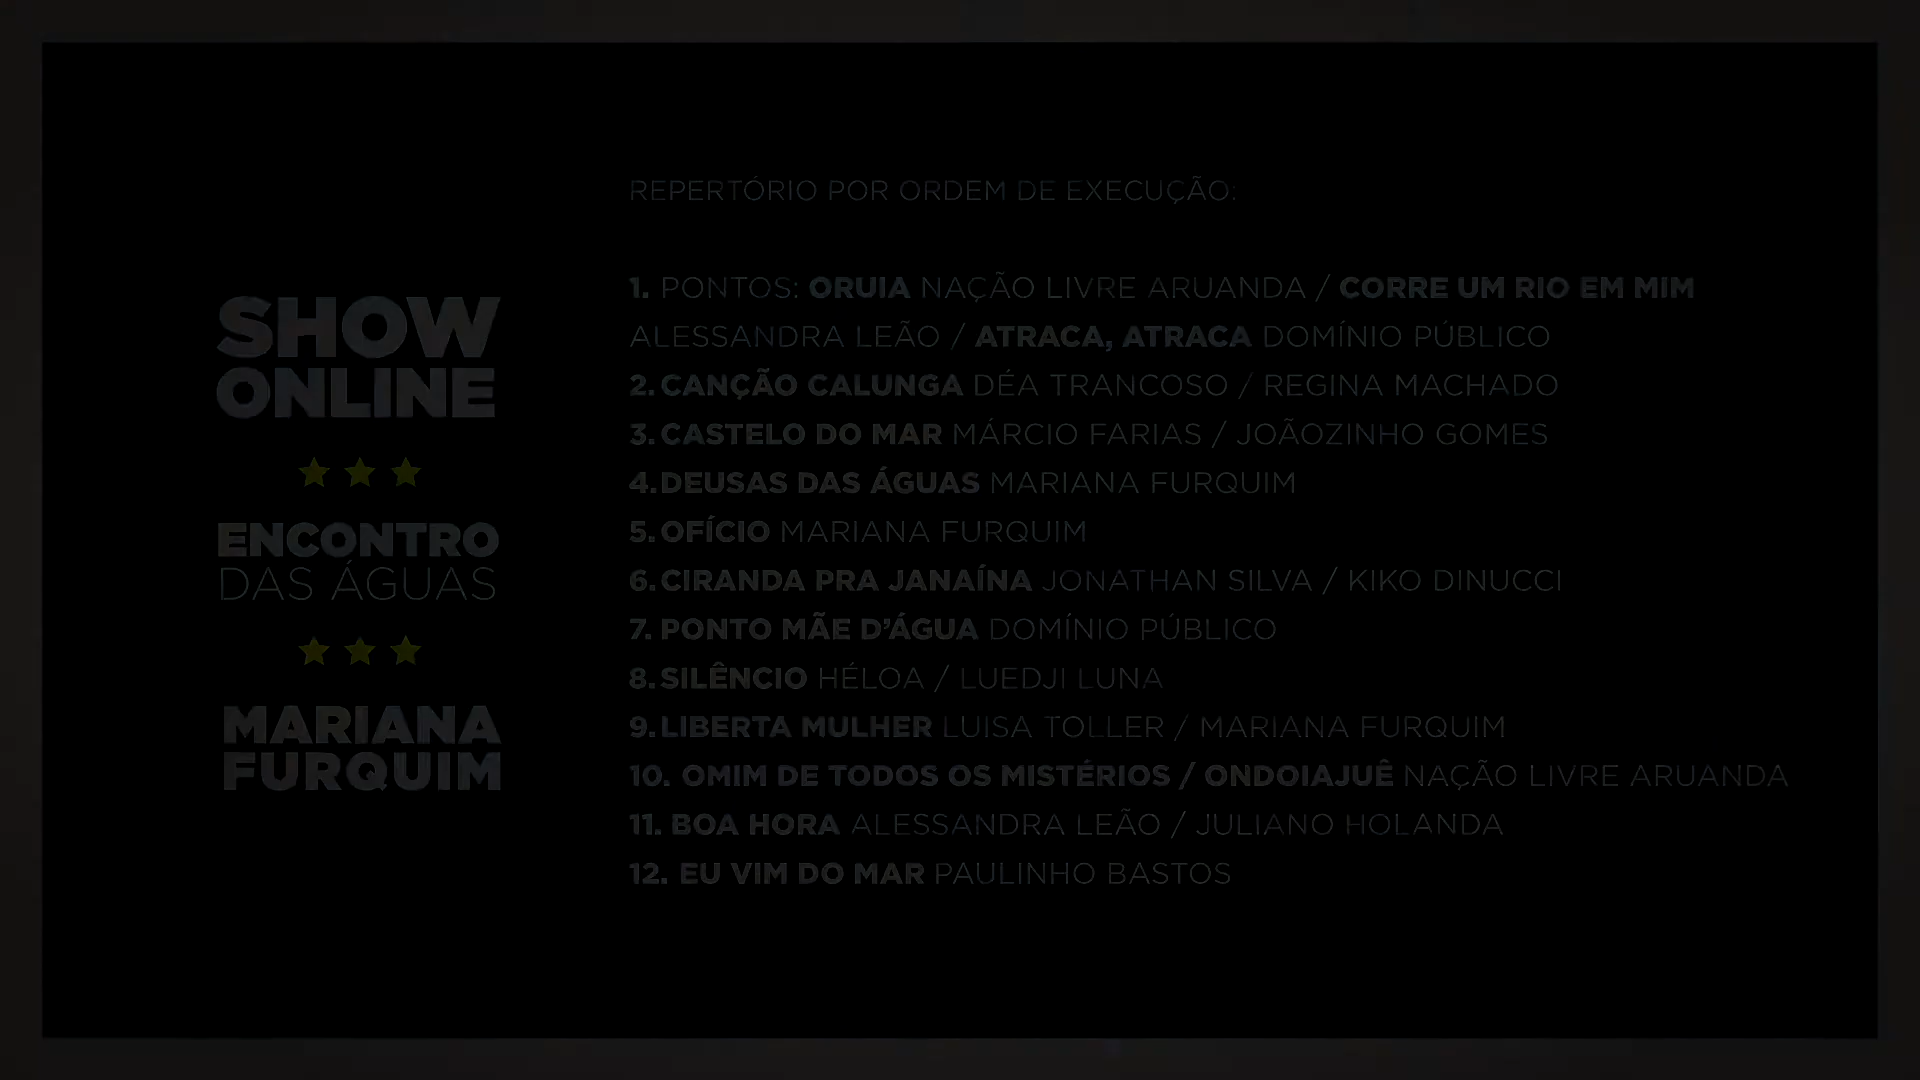 SHOW
ONLINE
ENCONTRO
DAS ÁGUAS
MARIANA
FURQUIM
REPERTÓRIO POR ORDEM DE EXECUÇÃO:
1. PONTOS: ORUIA NAÇÃO LIVRE ARUANDA / CORRE UM RIO EM MIM
ALESSANDRA LEÃO / ATRACA, ATRACA DOMÍNIO PÚBLICO
2. CANÇÃO CALUNGA DÉA TRANCOSO / REGINA MACHADO
3. CASTELO DO MAR MÁRCIO FARIAS / JOÃOZINHO GOMES
4. DEUSAS DAS ÁGUAS MARIANA FURQUIM
5. OFÍCIO MARIANA FURQUIM
6. CIRANDA PRA JANAÍNA JONATHAN SILVA / KIKO DINUCCI
7. PONTO MÃE D’ÁGUA DOMÍNIO PÚBLICO
8. SILÊNCIO HÉLOA / LUEDJI LUNA
9. LIBERTA MULHER LUISA TOLLER / MARIANA FURQUIM
10. OMIM DE TODOS OS MISTÉRIOS / ONDOIAJUÊ NAÇÃO LIVRE ARUANDA
11. BOA HORA ALESSANDRA LEÃO / JULIANO HOLANDA
12. EU VIM DO MAR PAULINHO BASTOS